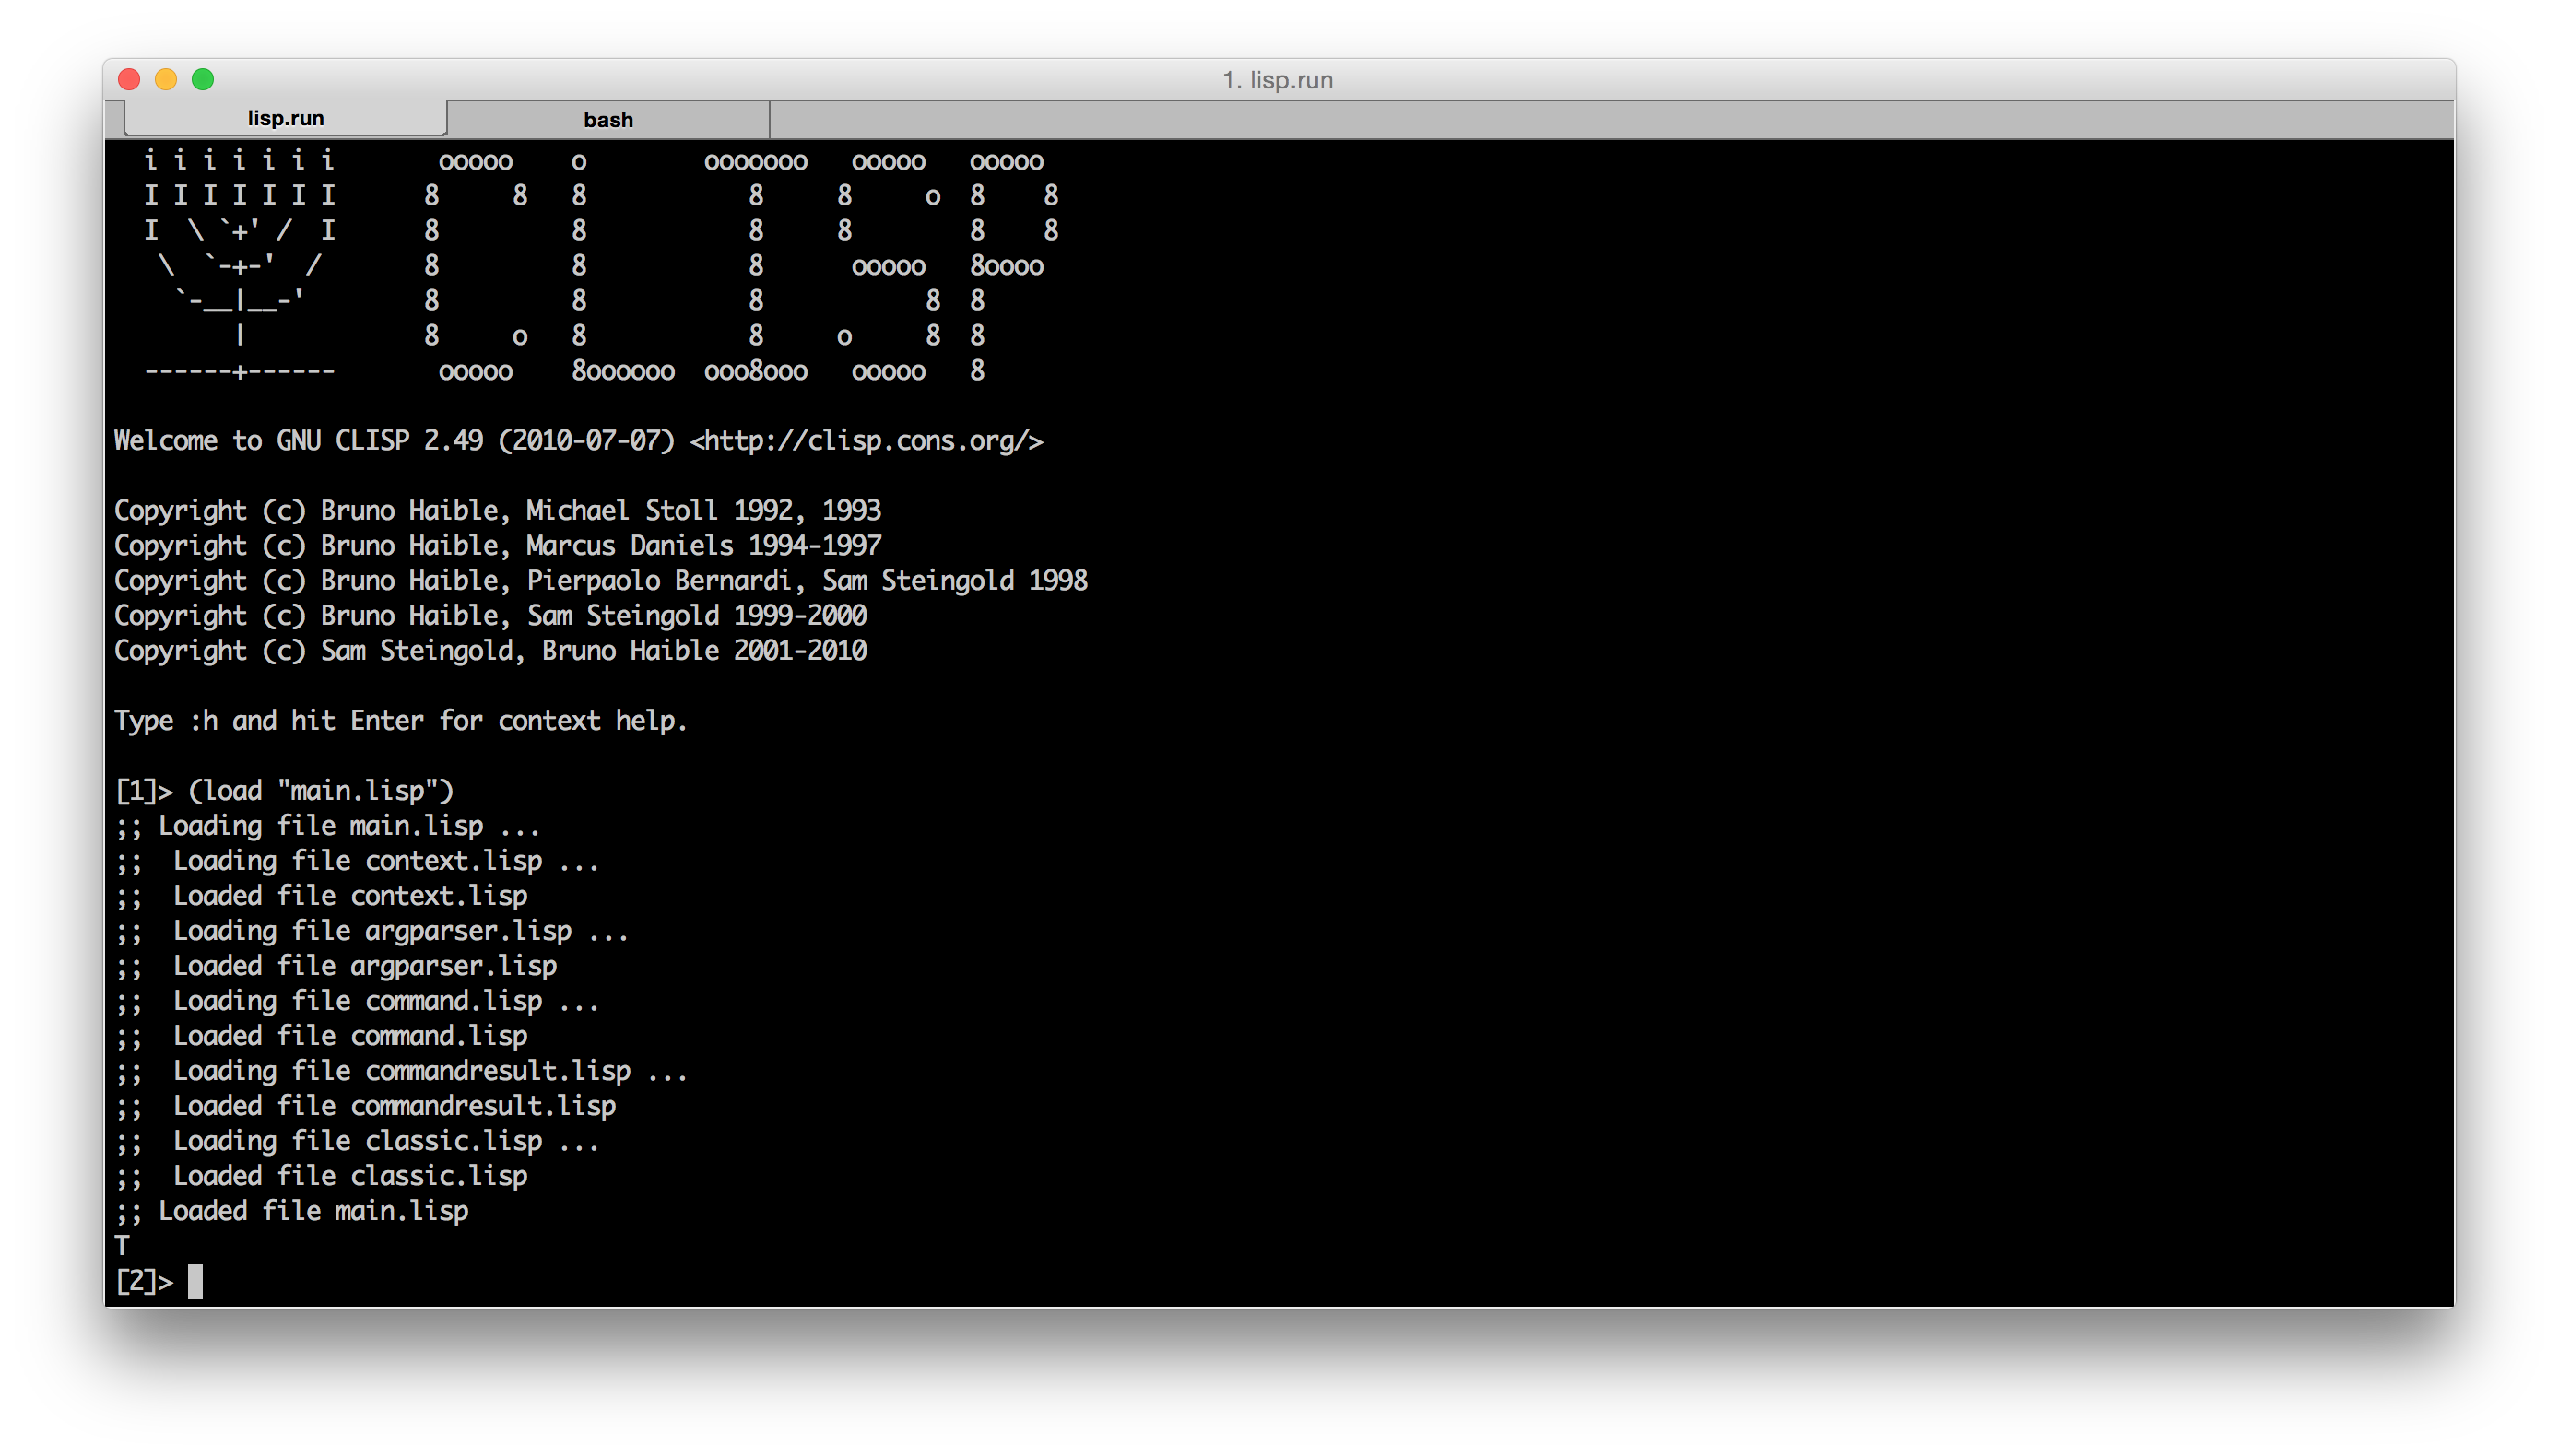 1. lisp.run
lisp.run bash
  i i i i i i i       ooooo    o        ooooooo   ooooo   ooooo
  I I I I I I I      8     8   8           8     8     o  8    8
  I  \ `+' /  I      8         8           8     8        8    8
   \  `-+-'  /       8         8           8      ooooo   8oooo
    `-__|__-'        8         8           8           8  8
        |            8     o   8           8     o     8  8
  ------+------       ooooo    8oooooo  ooo8ooo   ooooo   8
Welcome to GNU CLISP 2.49 (2010-07-07) <http://clisp.cons.org/>
Copyright (c) Bruno Haible, Michael Stoll 1992, 1993
Copyright (c) Bruno Haible, Marcus Daniels 1994-1997
Copyright (c) Bruno Haible, Pierpaolo Bernardi, Sam Steingold 1998
Copyright (c) Bruno Haible, Sam Steingold 1999-2000
Copyright (c) Sam Steingold, Bruno Haible 2001-2010
Type :h and hit Enter for context help.
[1]> (load "main.lisp")
;; Loading file main.lisp ...
;;  Loading file context.lisp ...
;;  Loaded file context.lisp
;;  Loading file argparser.lisp ...
;;  Loaded file argparser.lisp
;;  Loading file command.lisp ...
;;  Loaded file command.lisp
;;  Loading file commandresult.lisp ...
;;  Loaded file commandresult.lisp
;;  Loading file classic.lisp ...
;;  Loaded file classic.lisp
;; Loaded file main.lisp
T
[2]>